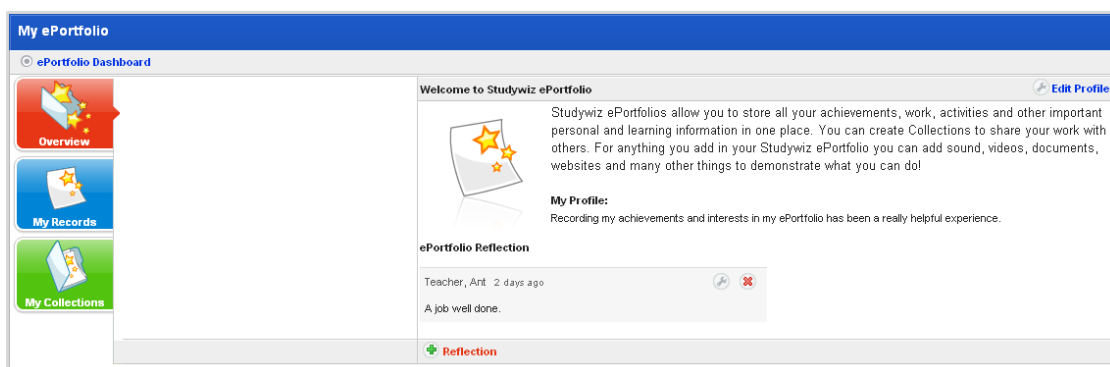 My ePortfolio
ePortfolio Dashboard
Overview
My Records
My Collections
Welcome to Studywiz ePortfolio
Edit Profile
Studywiz ePortfolios allow you to store all your achievements, work, activities and other important
personal and learning information in one place. You can create Collections to share your work with
others. For anything you add in your Studywiz ePortfolio you can add sound, videos, documents,
websites and many other things to demonstrate what you can do!
My Profile:
Recording my achievements and interests in my ePortfolio has been a really helpful experience.
ePortfolio Reflection
Teacher, Ant 2 days ago
A job well done.
Reflection